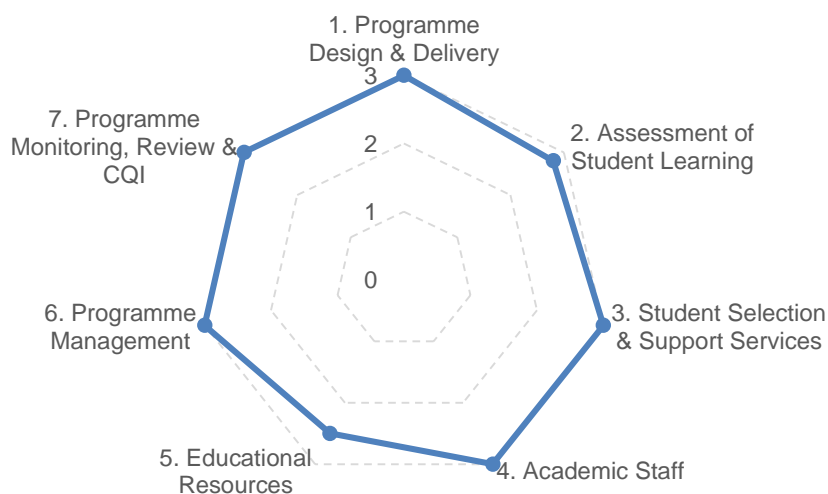 1. Programme
Design & Delivery
3
2
1
0
2. Assessment of
Student Learning
3. Student Selection
& Support Services
4. Academic Staff
5. Educational
Resources
6. Programme
Management
7. Programme
Monitoring, Review &
CQI